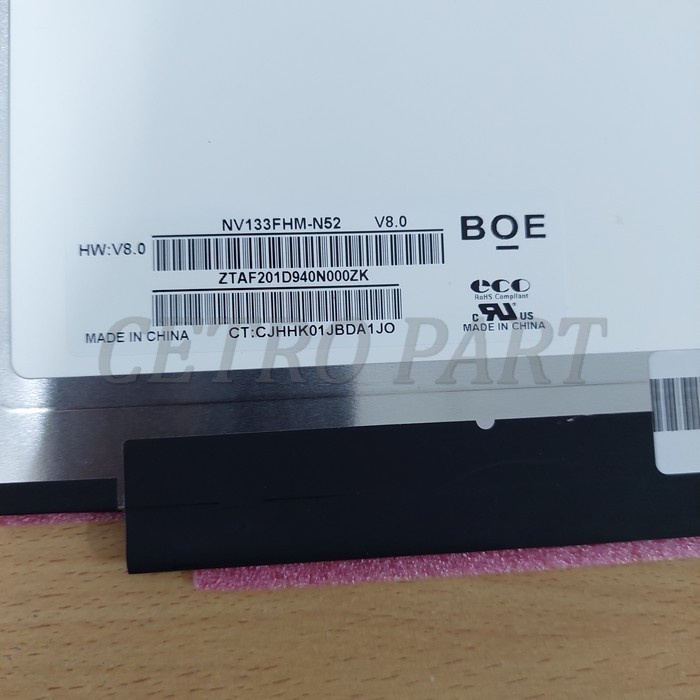 NV133FHM-N52 V8.0
HW:V8.0
BOE
ZTAF201D940N000ZK
eco
RoHS Compliant
c RU US
MADE IN CHINA
MADE IN CHINA
CT:CJHHK01JBDA1JO
CETRO PART